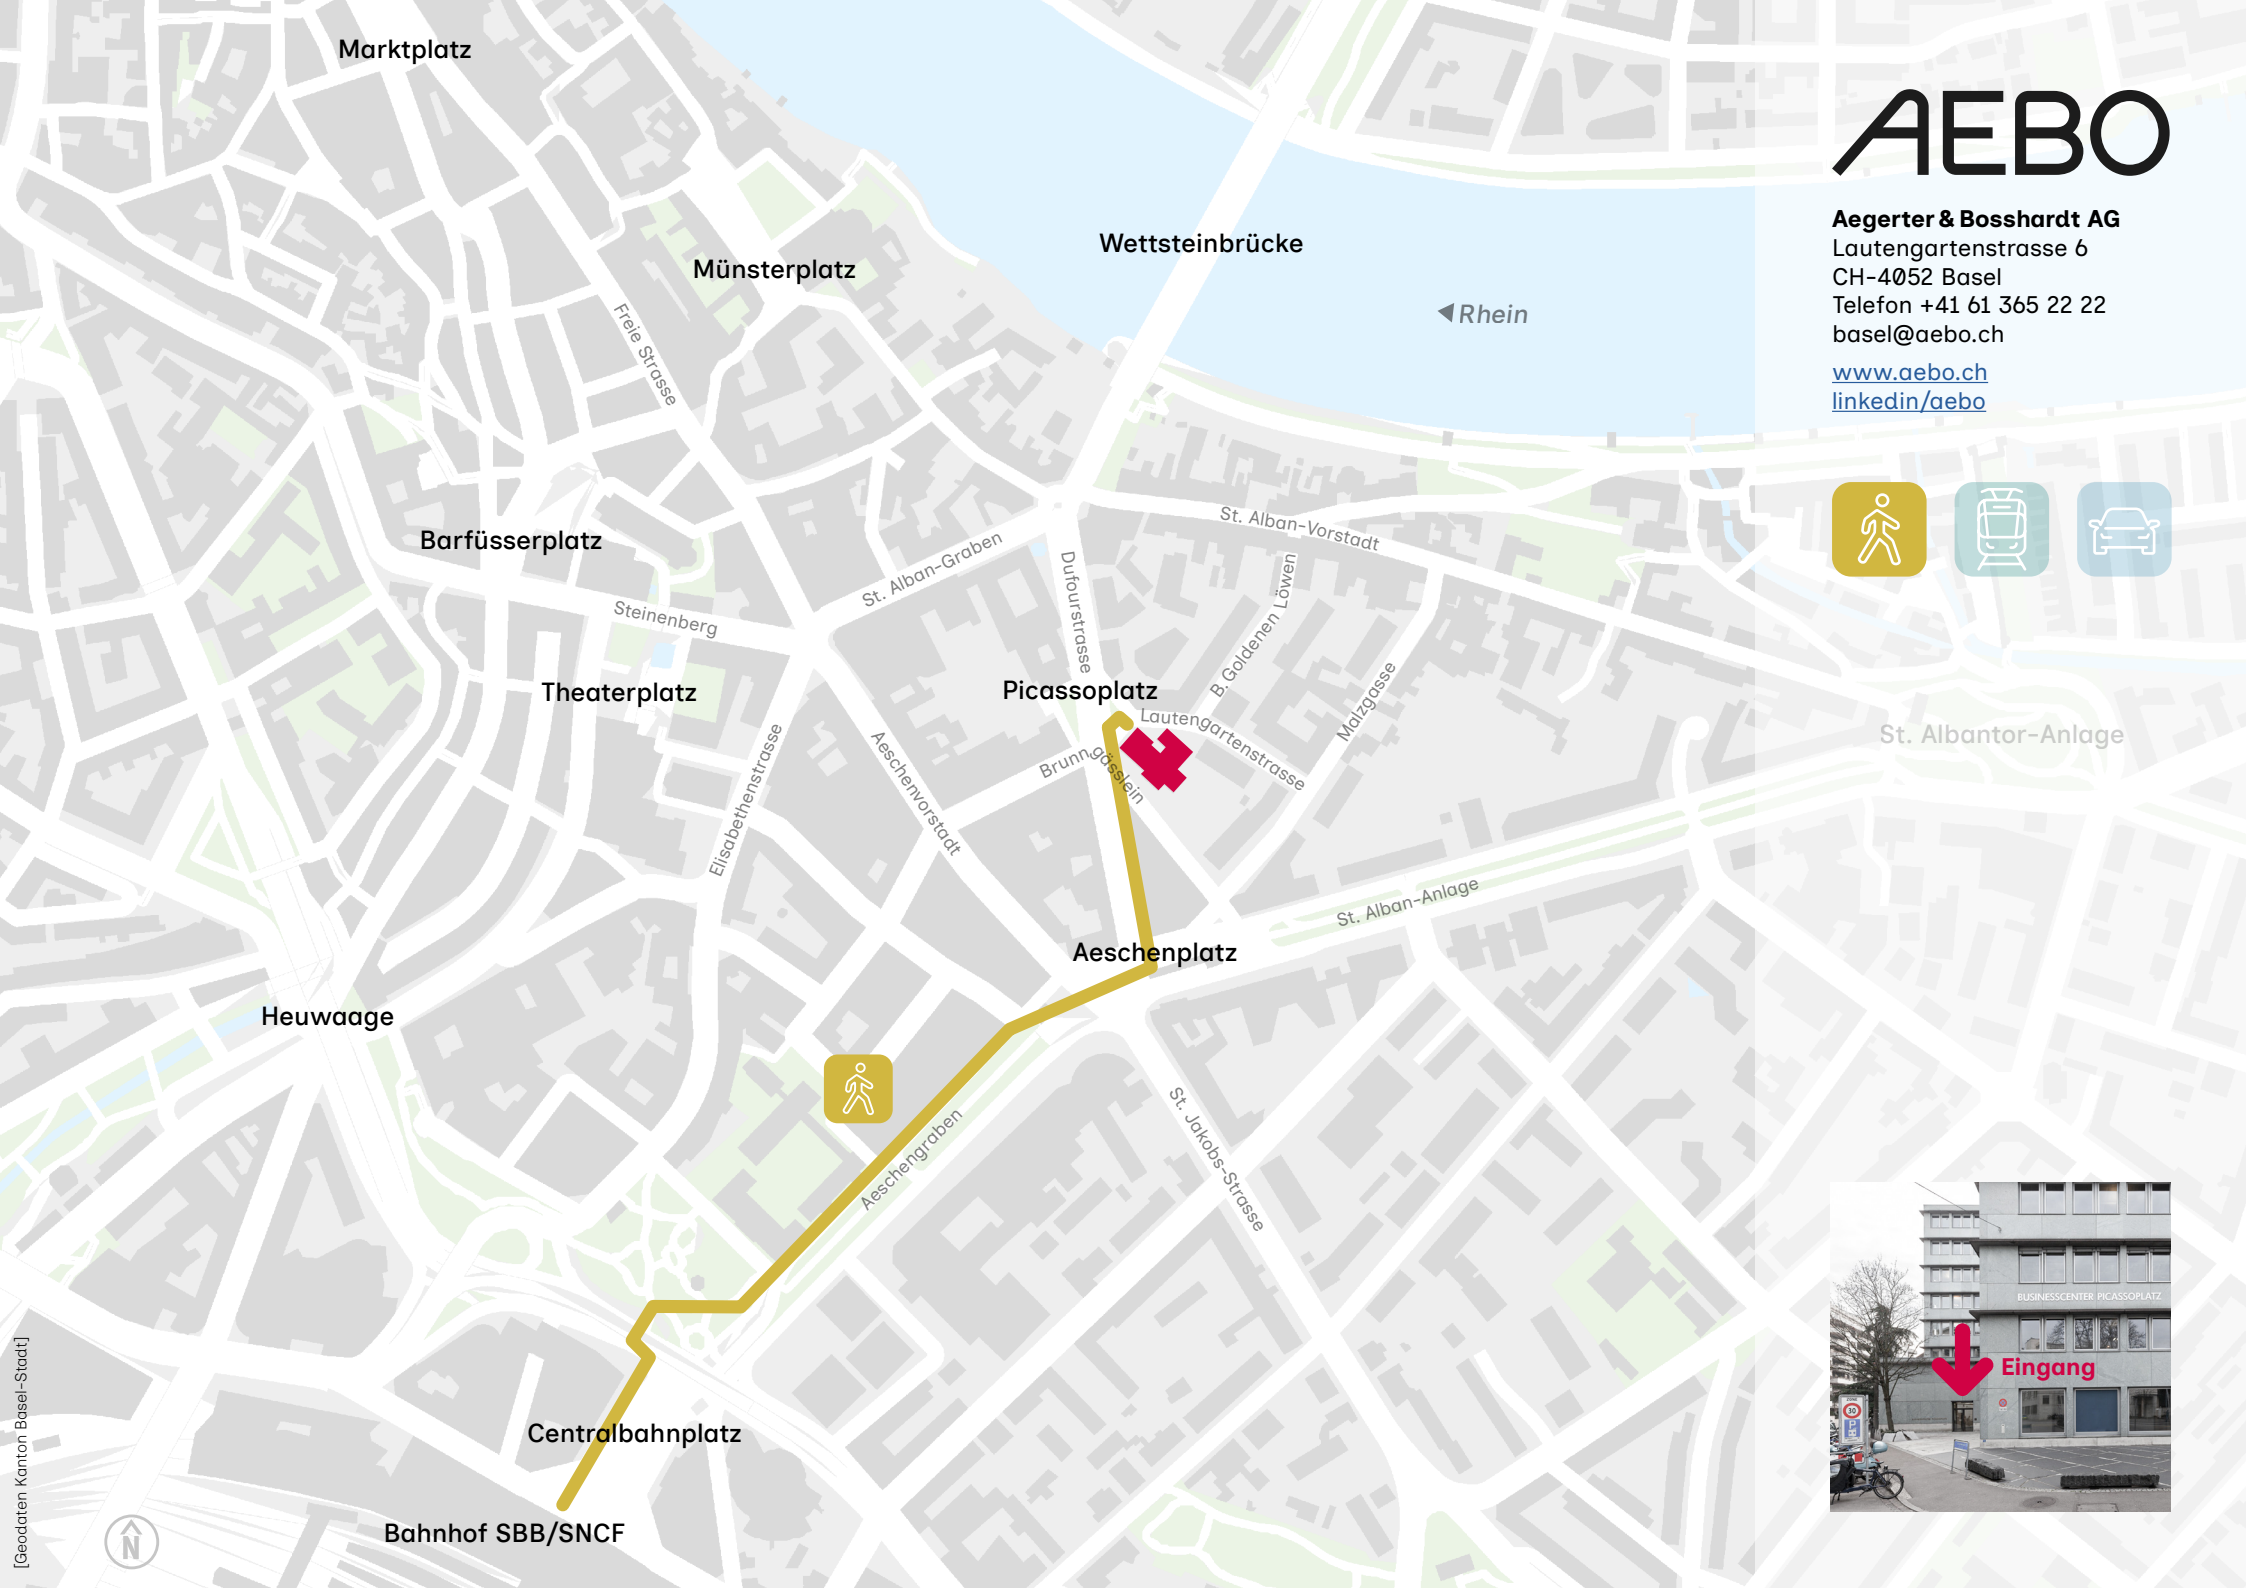 Marktplatz
Wettsteinbrücke
Münsterplatz
Rhein
Freie Strasse
Barfüsserplatz
St. Alban-Graben
St. Alban-Vorstadt
Dufourstrasse
B. Goldenen Löwen
Steinenberg
Theaterplatz
Picassoplatz
Lautengartenstrasse
Malzgasse
Brunngässlein
Aeschenvorstadt
Elisabethenstrasse
St. Albantor-Anlage
St. Alban-Anlage
Aeschenplatz
Heuwaage
Aeschengraben
St. Jakobs-Strasse
Centralbahnplatz
Bahnhof SBB/SNCF
N
[Geodaten Kanton Basel-Stadt]
AEBO
Aegerter & Bosshardt AG
Lautengartenstrasse 6
CH-4052 Basel
Telefon +41 61 365 22 22
basel@aebo.ch
www.aebo.ch
linkedin/aebo
BUSINESSCENTER PICASSOPLATZ
Eingang
30